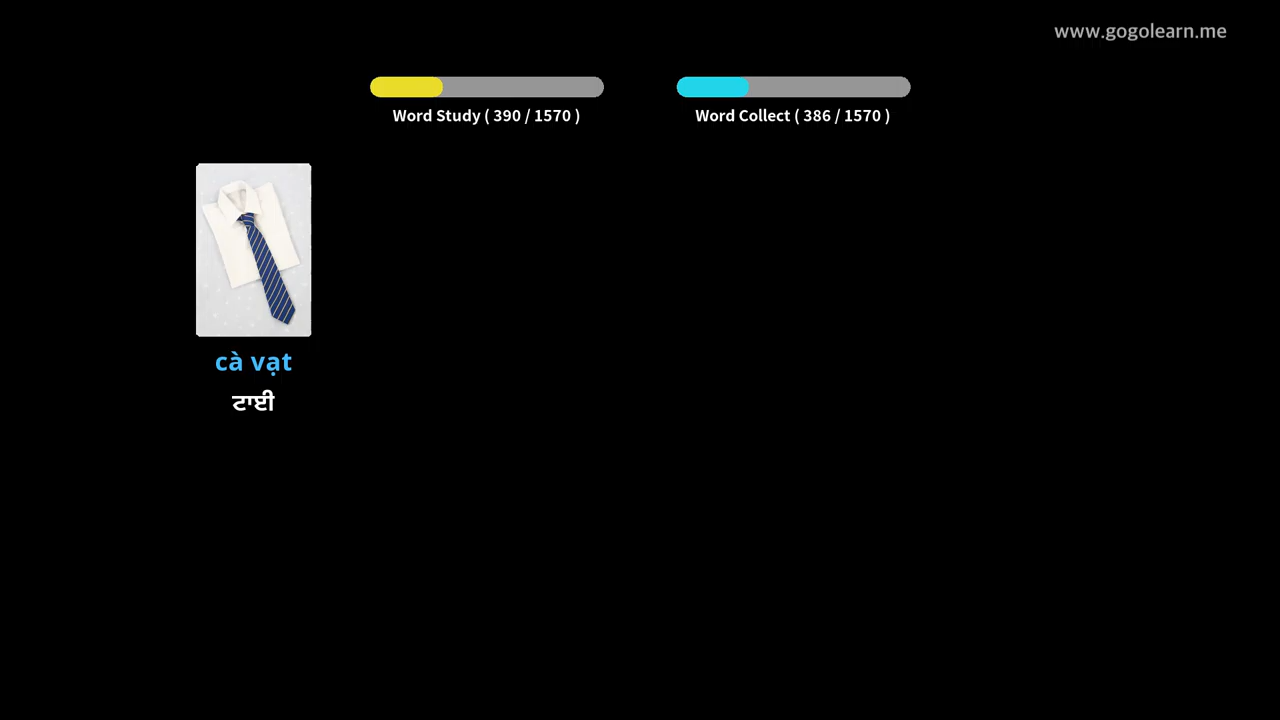 www.gogolearn.me
Word Study ( 390 / 1570 )
Word Collect ( 386 / 1570 )
cà vạt
ਟਾਈ